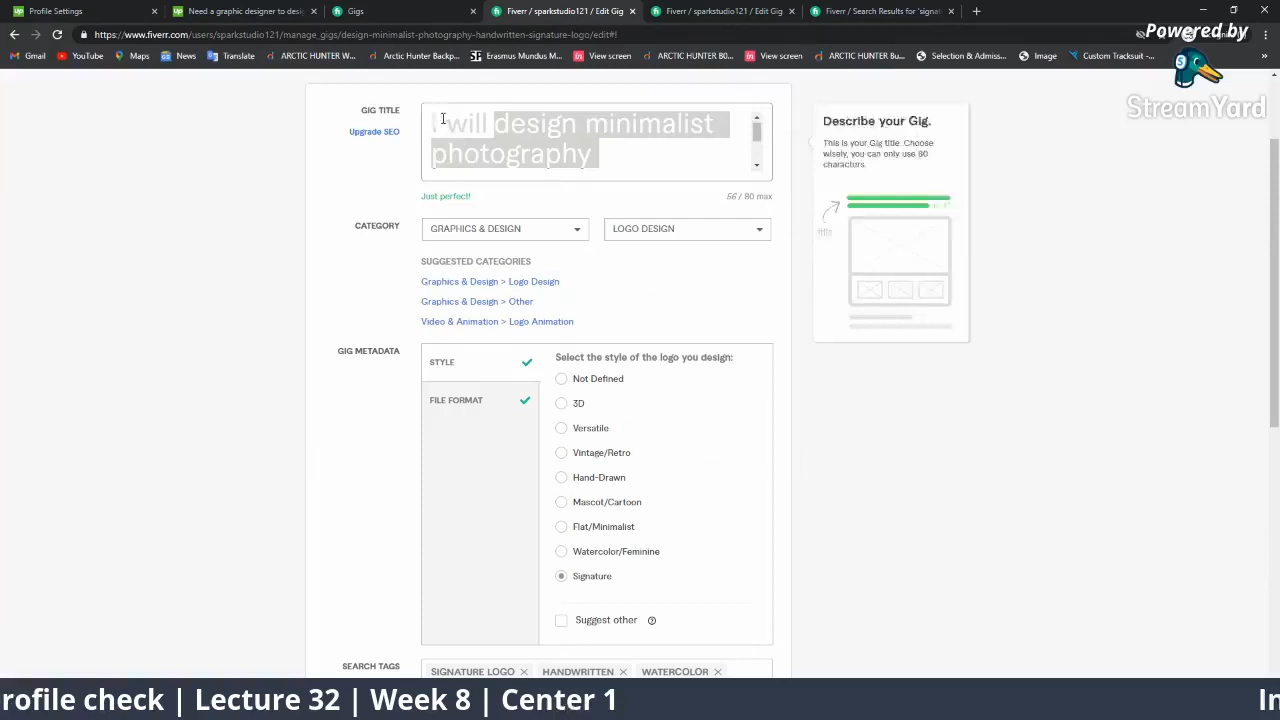 Profile Settings
Need a graphic designer to desig
Gigs
Fiverr / sparkstudio121 / Edit Gig
Fiverr / sparkstudio121 / Edit Gig
Fiverr / Search Results for 'signat
https://www.fiverr.com/users/sparkstudio121/manage_gigs/design-minimalist-photography-handwritten-signature-logo/edit#!
Powered by
Gmail
YouTube
Maps
News
Translate
ARCTIC HUNTER W...
Arctic Hunter Backp...
Erasmus Mundus M...
View screen
ARCTIC HUNTER 80...
View screen
ARCTIC HUNTER Bu...
Selection & Admiss...
Image
Custom Tracksuit -...
StreamYard
GIG TITLE
Upgrade SEO
I will design minimalist
photography
Just perfect!
56 / 80 max
Describe your Gig.
This is your Gig title. Choose
wisely, you can only use 80
characters.
CATEGORY
GRAPHICS & DESIGN
LOGO DESIGN
SUGGESTED CATEGORIES
Graphics & Design > Logo Design
Graphics & Design > Other
Video & Animation > Logo Animation
GIG METADATA
STYLE
FILE FORMAT
Select the style of the logo you design:
Not Defined
3D
Versatile
Vintage/Retro
Hand-Drawn
Mascot/Cartoon
Flat/Minimalist
Watercolor/Feminine
Signature
Suggest other
SEARCH TAGS
SIGNATURE LOGO
HANDWRITTEN
WATERCOLOR
rofile check | Lecture 32 | Week 8 | Center 1
In